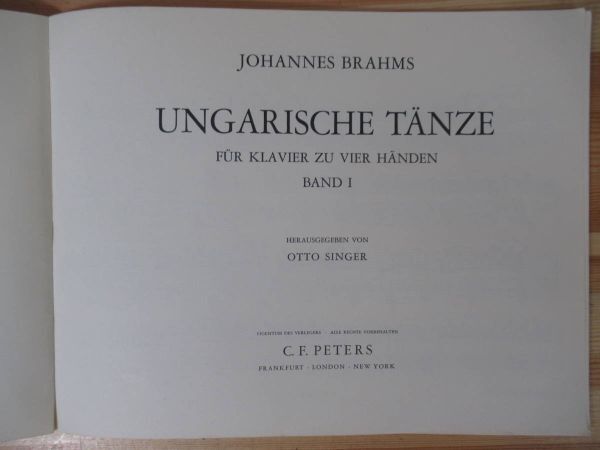 JOHANNES BRAHMS
UNGARISCHE TÄNZE
FÜR KLAVIER ZU VIER HÄNDEN
BAND I
HERAUSGEGEBEN VON
OTTO SINGER
EIGENTUM DES VERLEGERS · ALLE RECHTE VORBEHALTEN
C. F. PETERS
FRANKFURT · LONDON · NEW YORK